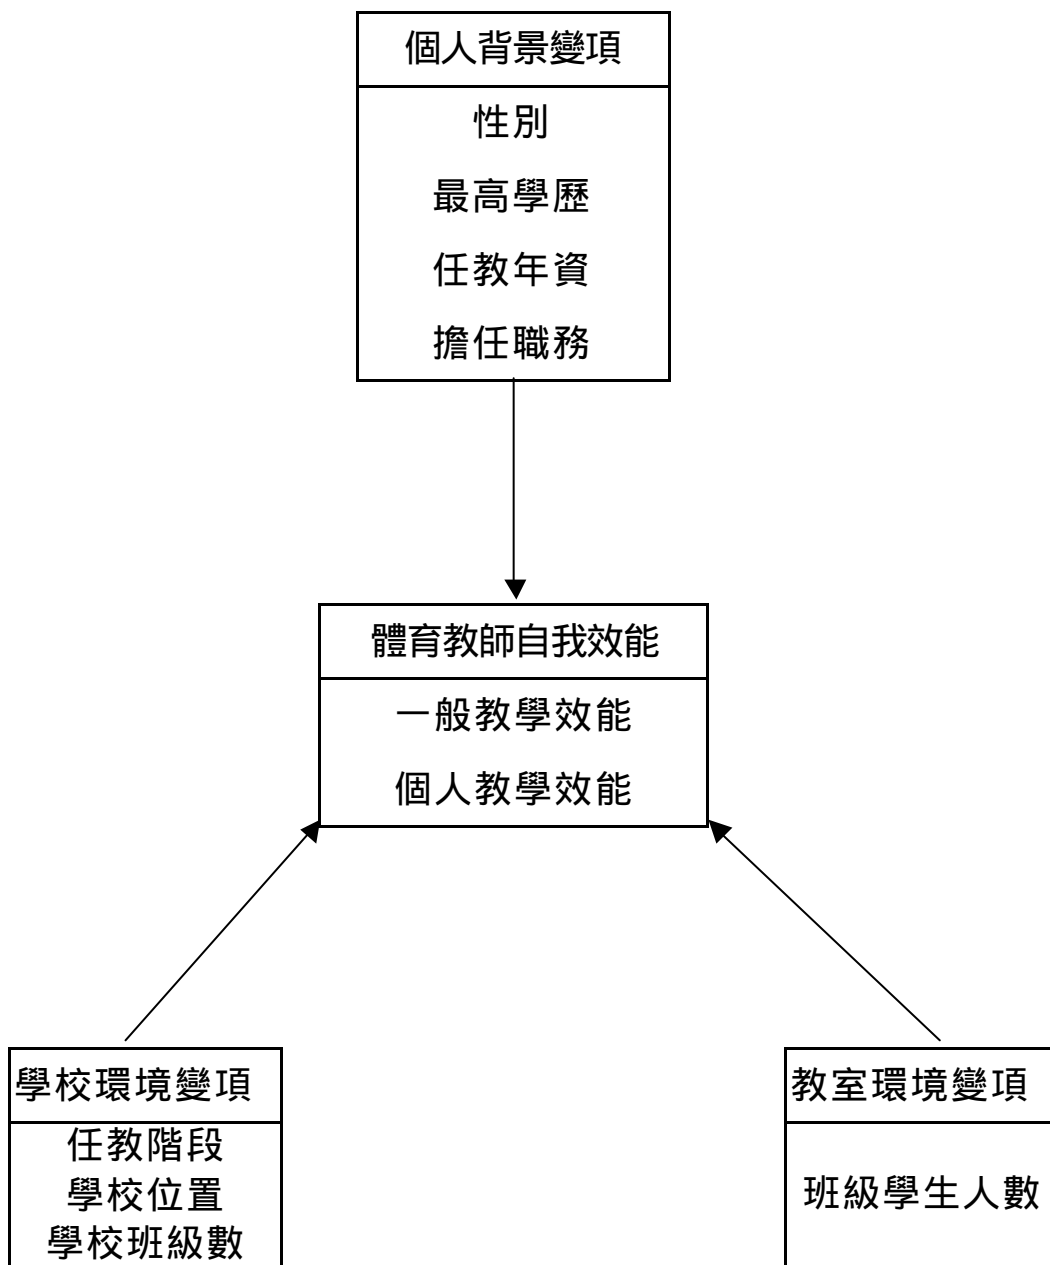 個人背景變項
性別
最高學歷
任教年資
擔任職務
體育教師自我效能
一般教學效能
個人教學效能
學校環境變項
任教階段
學校位置
學校班級數
教室環境變項
班級學生人數